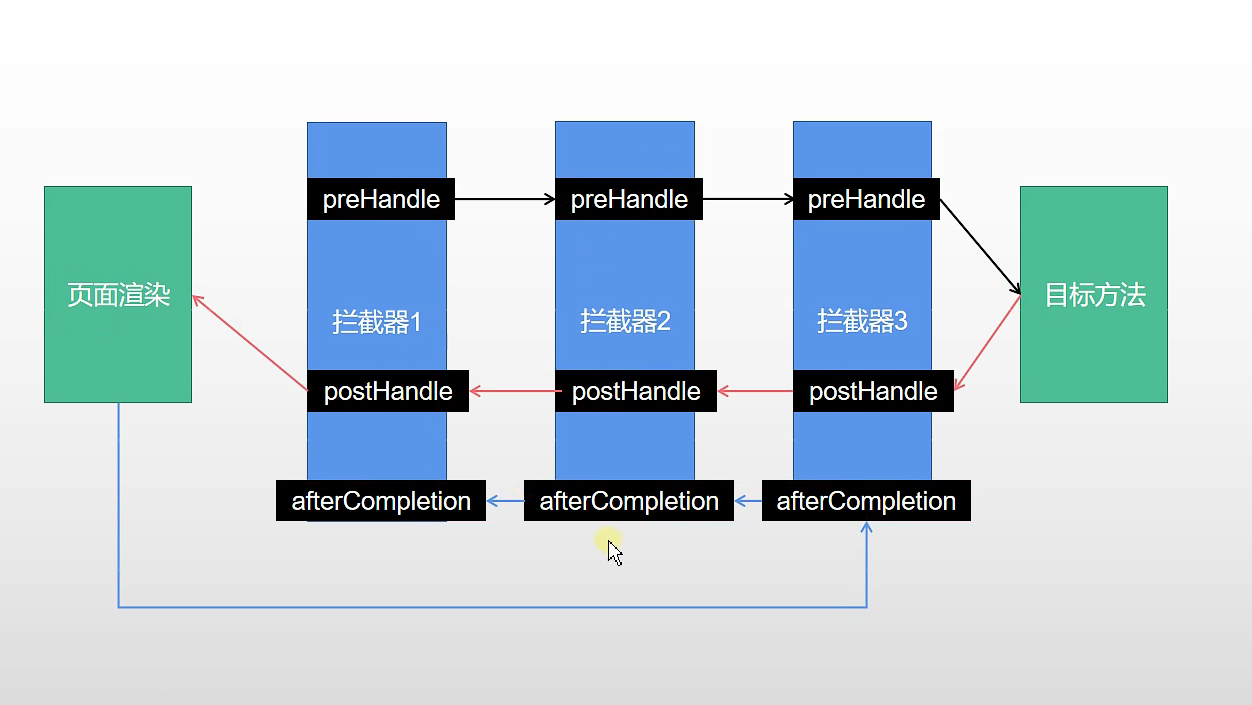 preHandle
preHandle
preHandle
页面渲染
目标方法
拦截器1
拦截器2
拦截器3
postHandle
postHandle
postHandle
afterCompletion
afterCompletion
afterCompletion